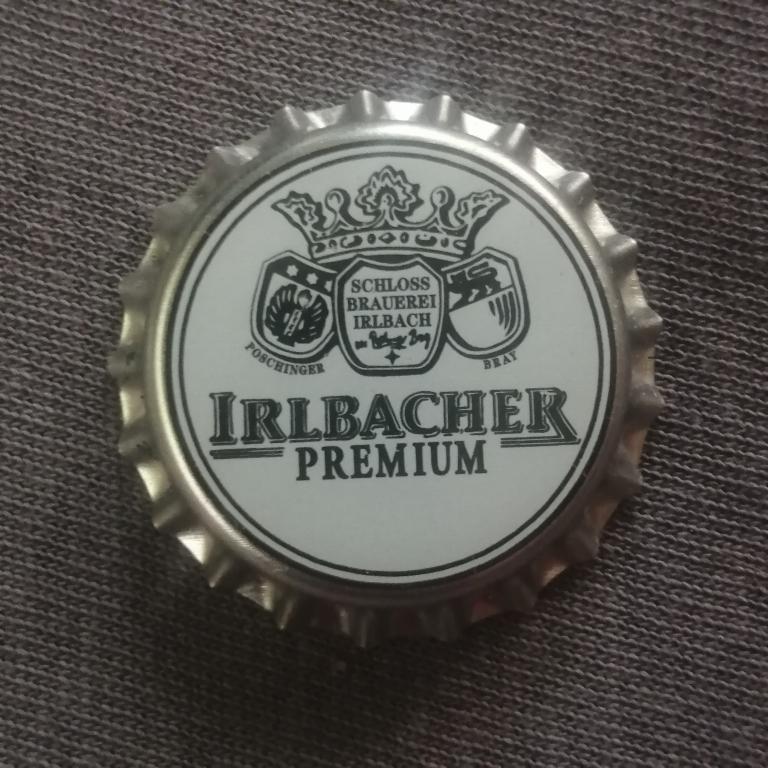 SCHLOSS
BRAUEREI
IRLBACH
POSCHINGER
BRAY
IRLBACHER
PREMIUM